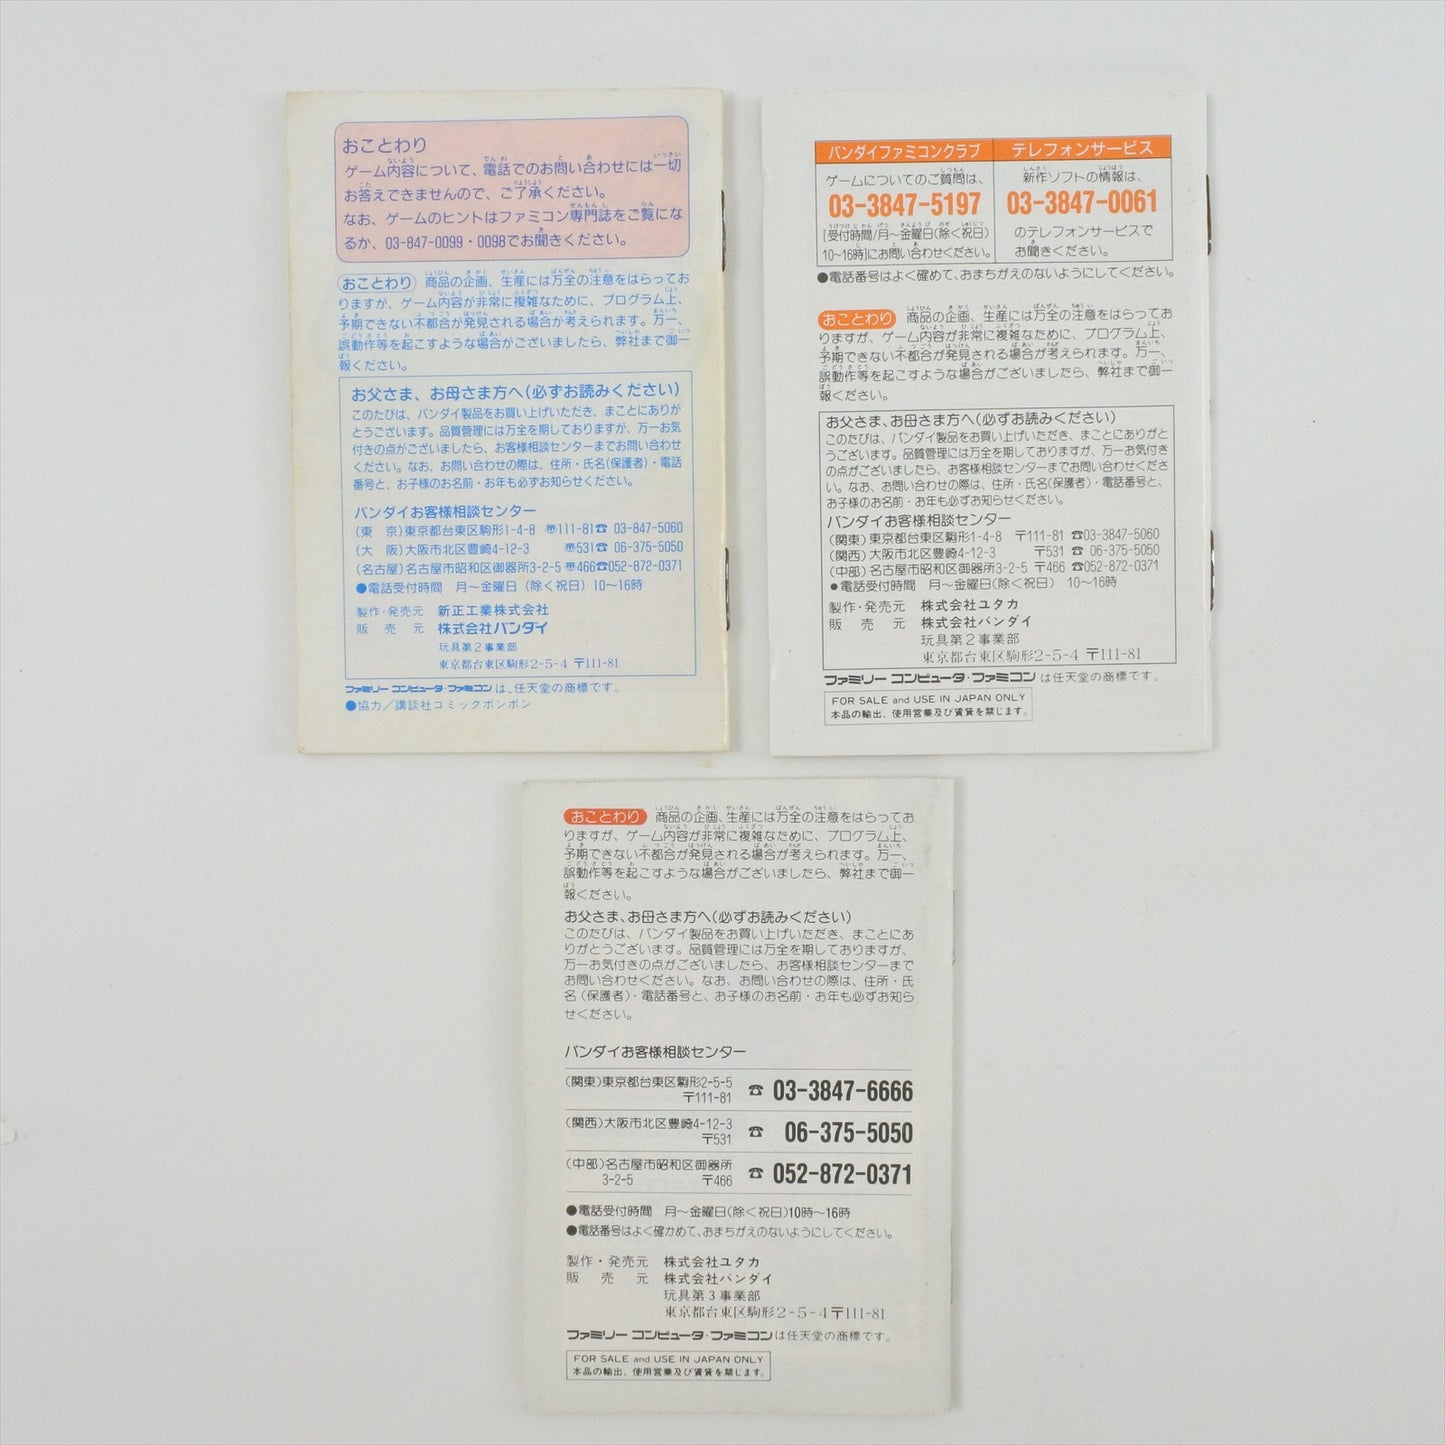 おことわり
ゲーム内容について、電話でのお問い合わせには一切
お答えできませんので、ご了承ください。
なお、ゲームのヒントはファミコン専門誌をご覧にな
るか、03-847-0099・0098でお聞きください。
おことわり 商品の企画、生産には万全の注意をはらってお
りますが、ゲーム内容が非常に複雑なために、プログラム上、
予期できない不都合が発見される場合が考えられます。万一、
誤動作等を起こすような場合がございましたら、弊社まで御一
報ください。
お父さま、お母さま方へ(必ずお読みください)
このたびは、バンダイ製品をお買い上げいただき、まことにありが
とうございます。品質管理には万全を期しておりますが、万一お気
付きの点がございましたら、お客様相談センターまでお問い合わせ
ください。なお、お問い合わせの際は、住所・氏名(保護者)・電話
番号と、お子様のお名前・お年も必ずお知らせください。
バンダイお客様相談センター
(東 京)東京都台東区駒形1-4-8 〠111-81☎ 03-847-5060
(大 阪)大阪市北区豊崎4-12-3 〠531☎ 06-375-5050
(名古屋)名古屋市昭和区御器所3-2-5 〠466☎052-872-0371
●電話受付時間 月〜金曜日(除く祝日)10〜16時
製作・発売元 新正工業株式会社
販 売 元 株式会社バンダイ
玩具第2事業部
東京都台東区駒形2-5-4 〒111-81
ファミリー コンピュータ・ファミコンは、任天堂の商標です。
●協力/講談社コミックボンボン
バンダイファミコンクラブ テレフォンサービス
ゲームについてのご質問は、 新作ソフトの情報は、
03-3847-5197 03-3847-0061
[受付時間/月〜金曜日(除く祝日) のテレフォンサービスで
10〜16時]にお問い合わせください。 お聞きください。
●電話番号はよく確めて、おまちがえのないようにしてください。
おことわり 商品の企画、生産には万全の注意をはらってお
りますが、ゲーム内容が非常に複雑なために、プログラム上、
予期できない不都合が発見される場合が考えられます。万一、
誤動作等を起こすような場合がございましたら、弊社まで御一
報ください。
お父さま、お母さま方へ(必ずお読みください)
このたびは、バンダイ製品をお買い上げいただき、まことにありがと
うございます。品質管理には万全を期しておりますが、万一お気付き
の点がございましたら、お客様相談センターまでお問い合わせくださ
い。なお、お問い合わせの際は、住所・氏名(保護者)・電話番号と、
お子様のお名前・お年も必ずお知らせください。
バンダイお客様相談センター
(関東)東京都台東区駒形1-4-8 〒111-81 ☎03-3847-5060
(関西)大阪市北区豊崎4-12-3 〒531 ☎ 06-375-5050
(中部)名古屋市昭和区御器所3-2-5 〒466 ☎052-872-0371
●電話受付時間 月〜金曜日(除く祝日) 10〜16時
製作・発売元 株式会社ユタカ
販 売 元 株式会社バンダイ
玩具第2事業部
東京都台東区駒形2-5-4 〒111-81
ファミリー コンピュータ・ファミコンは任天堂の商標です。
FOR SALE and USE IN JAPAN ONLY
本品の輸出、使用営業及び賃貸を禁じます。
おことわり 商品の企画、生産には万全の注意をはらってお
りますが、ゲーム内容が非常に複雑なために、プログラム上、
予期できない不都合が発見される場合が考えられます。万一、
誤動作等を起こすような場合がございましたら、弊社まで御一
報ください。
お父さま、お母さま方へ(必ずお読みください)
このたびは、バンダイ製品をお買い上げいただき、まことにあ
りがとうございます。品質管理には万全を期しておりますが、
万一お気付きの点がございましたら、お客様相談センターまで
お問い合わせください。なお、お問い合わせの際は、住所・氏
名(保護者)・電話番号と、お子様のお名前・お年も必ずお知ら
せください。
バンダイお客様相談センター
(関東)東京都台東区駒形2-5-5 ☎ 03-3847-6666
〒111-81
(関西)大阪市北区豊崎4-12-3 ☎ 06-375-5050
〒531
(中部)名古屋市昭和区御器所 ☎ 052-872-0371
3-2-5 〒466
●電話受付時間 月〜金曜日(除く祝日)10時〜16時
●電話番号はよく確かめて、おまちがえのないようにしてください。
製作・発売元 株式会社ユタカ
販 売 元 株式会社バンダイ
玩具第3事業部
東京都台東区駒形2-5-4〒111-81
ファミリー コンピュータ・ファミコンは任天堂の商標です。
FOR SALE and USE IN JAPAN ONLY
本品の輸出、使用営業及び賃貸を禁じます。